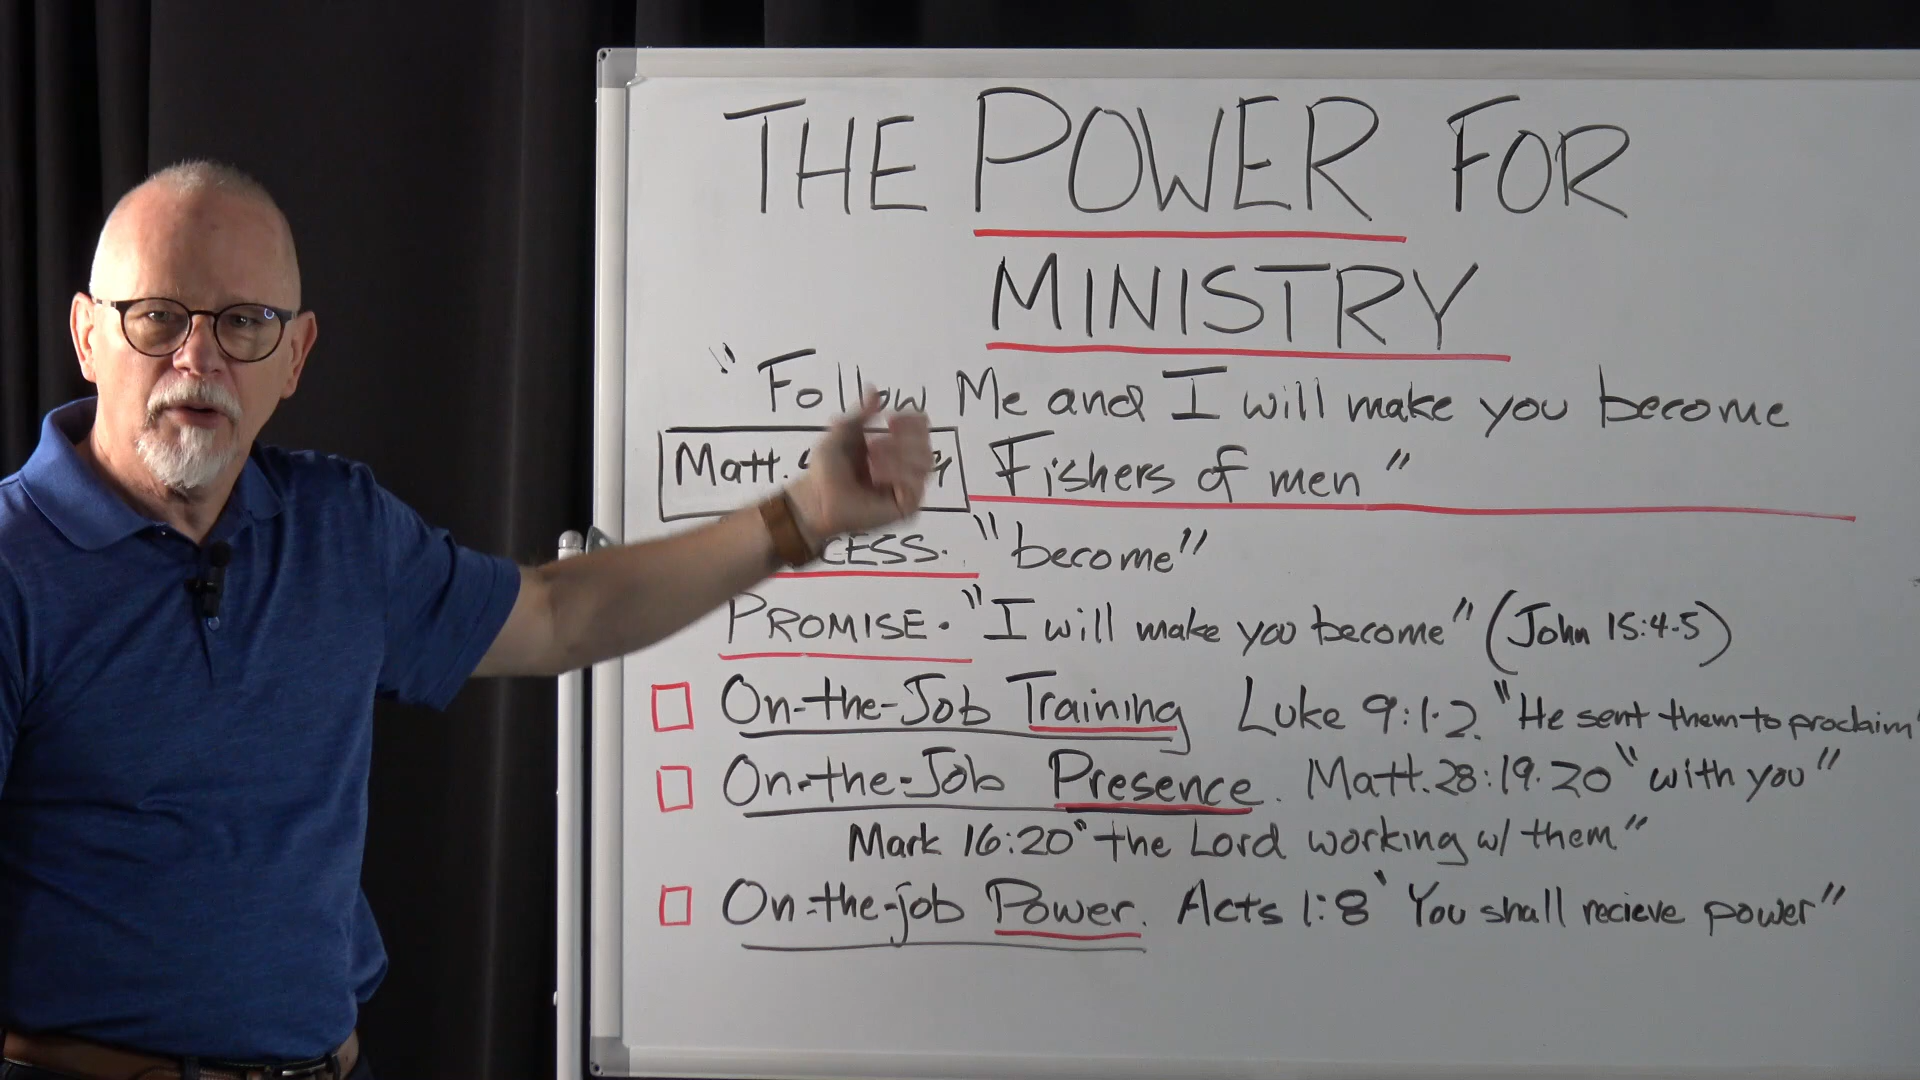 THE POWER FOR
MINISTRY
"Follow Me and I will make you become
Matt. Fishers of men"
"become"
PROMISE. "I will make you become" (John 15:4-5)
On-the-Job Training Luke 9:1-2 "He sent them to proclaim"
On-the-Job Presence. Matt. 28:19-20 "with you"
Mark 16:20 "the Lord working w/ them"
On-the-job Power. Acts 1:8 "You shall recieve power"